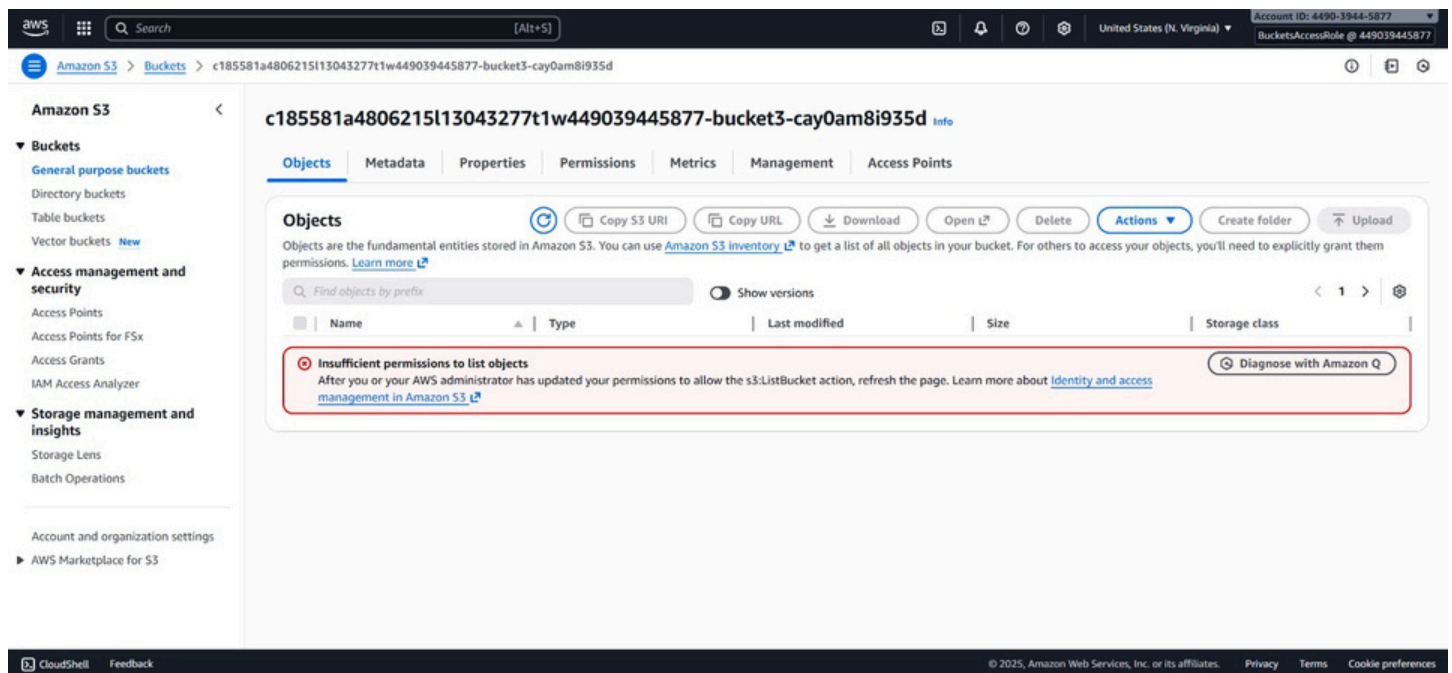 aws
Search
[Alt+S]
United States (N. Virginia)
Account ID: 4490-3944-5877
BucketsAccessRole @ 449039445877
Amazon S3 > Buckets > c185581a4806215l13043277t1w449039445877-bucket3-cay0am8i935d
Amazon S3
Buckets
General purpose buckets
Directory buckets
Table buckets
Vector buckets New
Access management and
security
Access Points
Access Points for FSx
Access Grants
IAM Access Analyzer
Storage management and
insights
Storage Lens
Batch Operations
Account and organization settings
AWS Marketplace for S3
c185581a4806215l13043277t1w449039445877-bucket3-cay0am8i935d Info
Objects Metadata Properties Permissions Metrics Management Access Points
Objects
Copy S3 URI Copy URL Download Open Delete Actions Create folder Upload
Objects are the fundamental entities stored in Amazon S3. You can use Amazon S3 inventory to get a list of all objects in your bucket. For others to access your objects, you'll need to explicitly grant them
permissions. Learn more
Find objects by prefix
Show versions
1
Name Type Last modified Size Storage class
Insufficient permissions to list objects
After you or your AWS administrator has updated your permissions to allow the s3:ListBucket action, refresh the page. Learn more about Identity and access
management in Amazon S3
Diagnose with Amazon Q
CloudShell Feedback
© 2025, Amazon Web Services, Inc. or its affiliates. Privacy Terms Cookie preferences